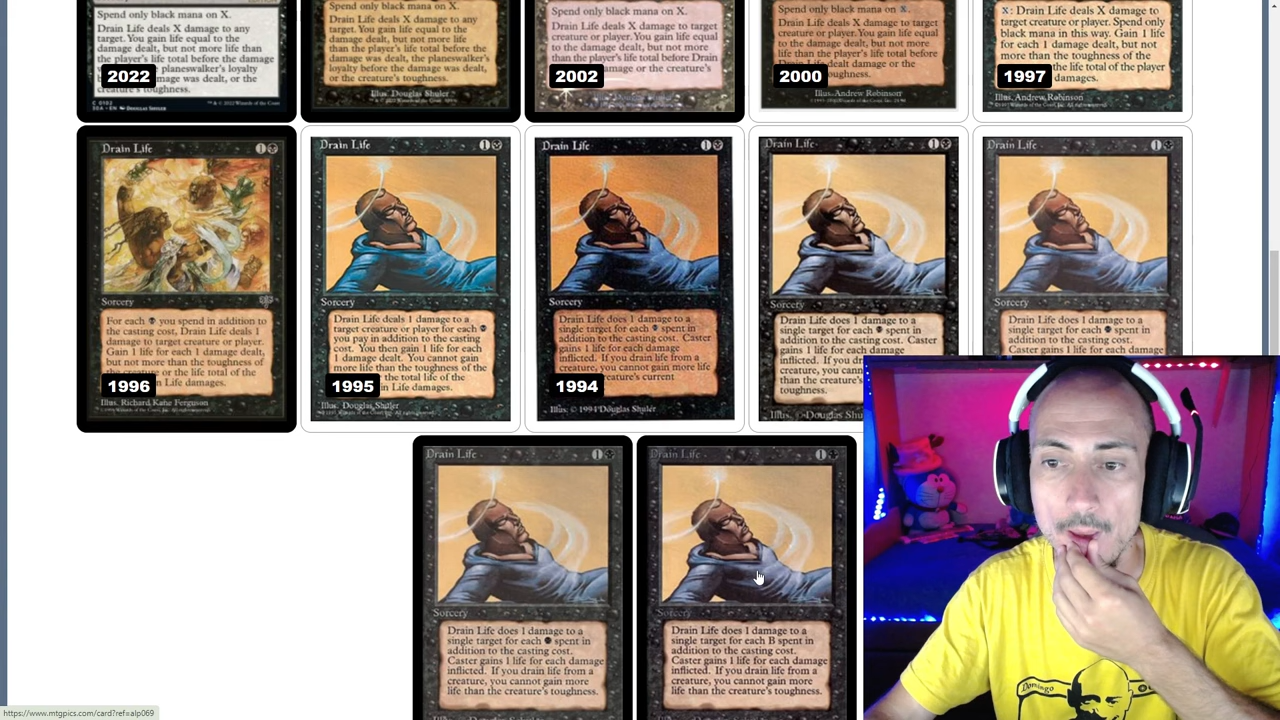 Spend only black mana on X.
Drain Life deals X damage to any
target. You gain life equal to the
damage dealt, but not more life than
the player's life total before the
the planeswalker's loyalty
damage was dealt, or the
creature's toughness.
2022
Spend only black mana on X.
Drain Life deals X damage to any
target. You gain life equal to the
damage dealt, but not more life than
the player's life total before the
damage was dealt, the planeswalker's
loyalty before the damage was dealt,
or the creature's toughness.
Illus. Douglas Shuler
Spend only black mana on X.
Drain Life deals X damage to target
creature or player. You gain life equal
to the damage dealt, but not more
life than the player's life total before Drain
damage or the creature's
2002
Spend only black mana on X.
Drain Life deals X damage to target
creature or player. You gain life equal
to the damage dealt, but not more
life than the player's life total before
Drain Life dealt damage or the
toughness.
2000
Illus. Andrew Robinson
X: Drain Life deals X damage to
target creature or player. Spend only
black mana in this way. Gain 1 life
for each 1 damage dealt, but not
more than the toughness of the
the life total of the player
damages.
1997
Illus. Andrew Robinson
Drain Life 1
Sorcery
For each you spend in addition to
the casting cost, Drain Life deals 1
damage to target creature or player.
Gain 1 life for each 1 damage dealt,
but not more than the toughness of
the creature or the total life of the
in Life damages.
1996
Illus. Richard Kane Ferguson
Drain Life 1
Sorcery
Drain Life deals 1 damage to a
target creature or player for each
you pay in addition to the casting
cost. You then gain 1 life for each
1 damage dealt. You cannot gain
more life than the toughness of the
the total life of the
in Life damages.
1995
Illus. Douglas Shuler
Drain Life 1
Sorcery
Drain Life does 1 damage to a
single target for each spent in
addition to the casting cost. Caster
gains 1 life for each damage
inflicted. If you drain life from a
creature, you cannot gain more life
creature's current
1994
Illus. © 1994 Douglas Shuler
Drain Life 1
Sorcery
Drain Life does 1 damage to a
single target for each spent in
addition to the casting cost.
Caster gains 1 life for each damage
inflicted. If you dr
creature, you cann
than the creature's
toughness.
Illus. © Douglas Shu
Drain Life 1
Sorcery
Drain Life does 1 damage to a
single target for each spent in
addition to the casting cost.
Caster gains 1 life for each damage
Drain Life 1
Sorcery
Drain Life does 1 damage to a
single target for each spent in
addition to the casting cost.
Caster gains 1 life for each damage
inflicted. If you drain life from a
creature, you cannot gain more
life than the creature's toughness.
Drain Life 1
Sorcery
Drain Life does 1 damage to a
single target for each B spent in
addition to the casting cost.
Caster gains 1 life for each damage
inflicted. If you drain life from a
creature, you cannot gain more
life than the creature's toughness.
Domingo
https://www.mtgpics.com/card?ref=alp069